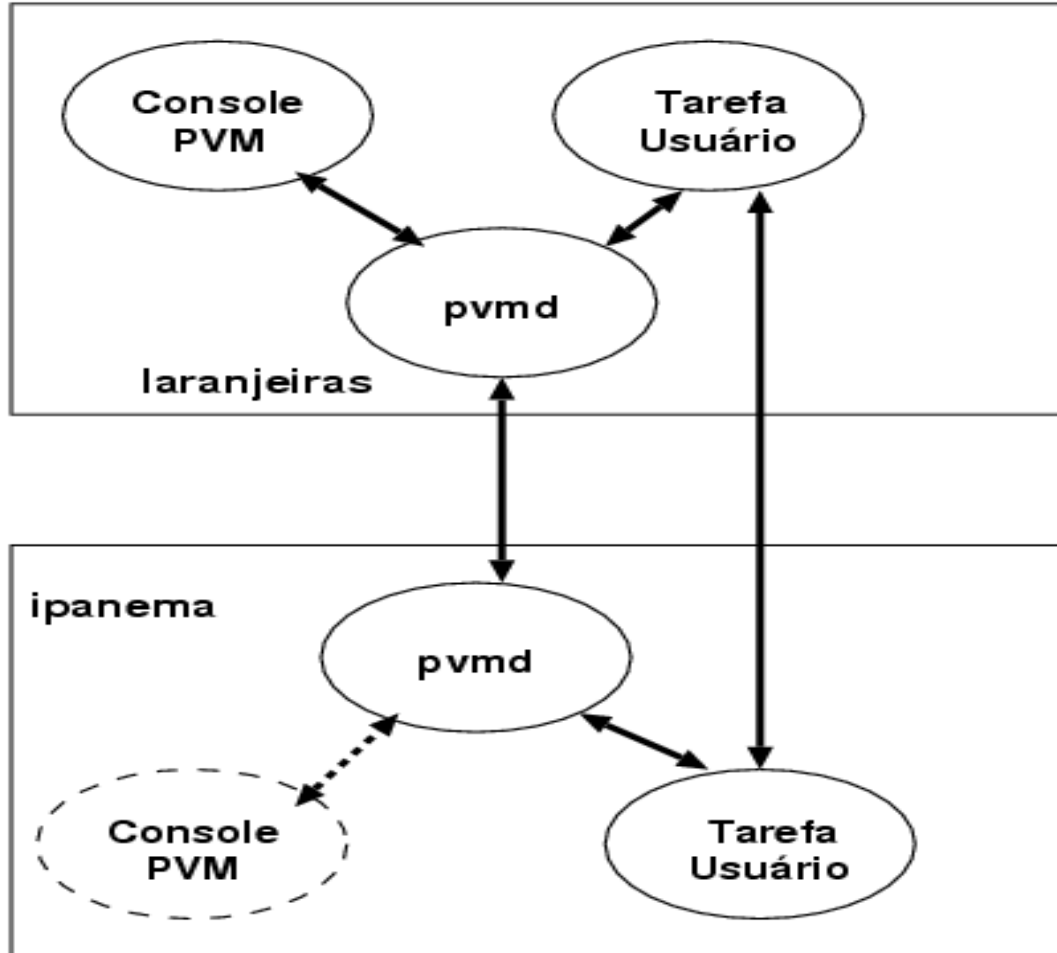 Console
PVM
Tarefa
Usuário
pvmd
laranjeiras
ipanema
pvmd
Console
PVM
Tarefa
Usuário